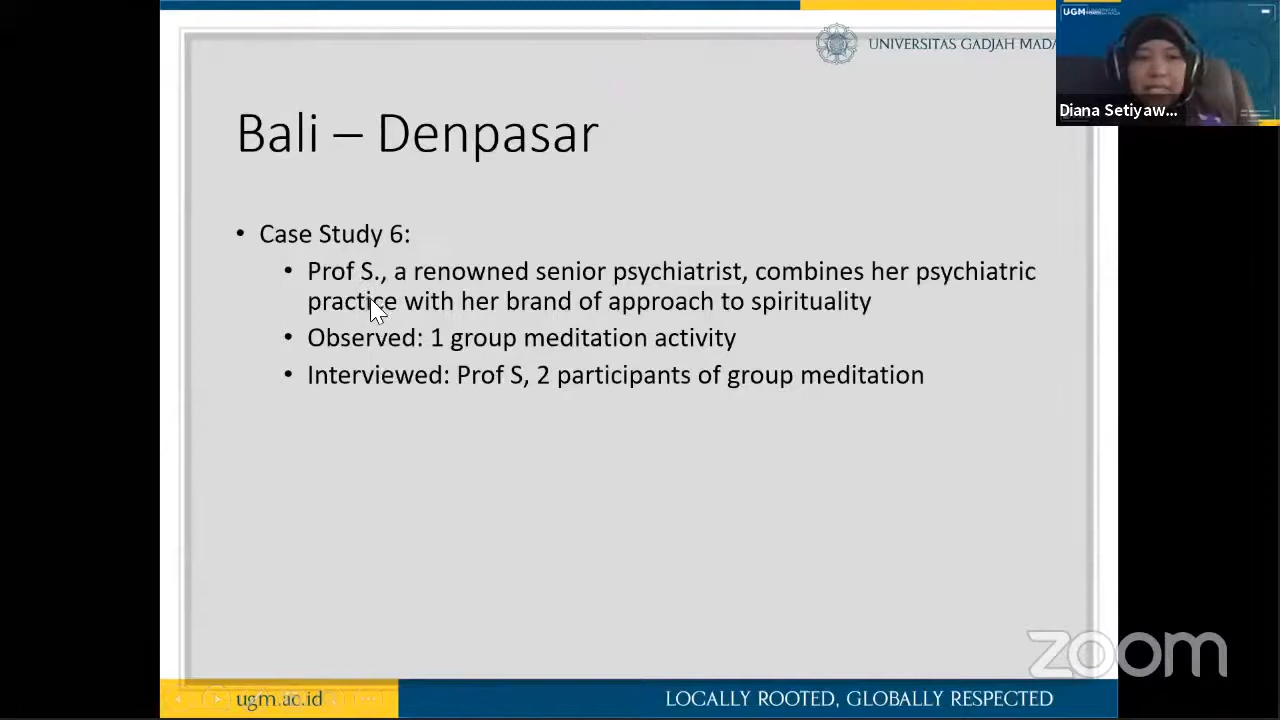 UNIVERSITAS GADJAH MADA
UGM
Diana Setiyaw...
Bali – Denpasar
• Case Study 6:
• Prof S., a renowned senior psychiatrist, combines her psychiatric
practice with her brand of approach to spirituality
• Observed: 1 group meditation activity
• Interviewed: Prof S, 2 participants of group meditation
zoom
ugm.ac.id
LOCALLY ROOTED, GLOBALLY RESPECTED